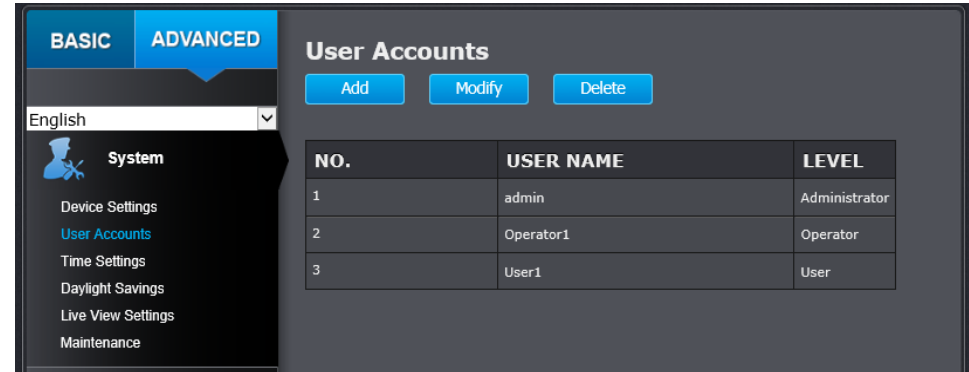 BASIC ADVANCED
English
System
Device Settings
User Accounts
Time Settings
Daylight Savings
Live View Settings
Maintenance
User Accounts
Add Modify Delete
NO. USER NAME LEVEL
1 admin Administrator
2 Operator1 Operator
3 User1 User